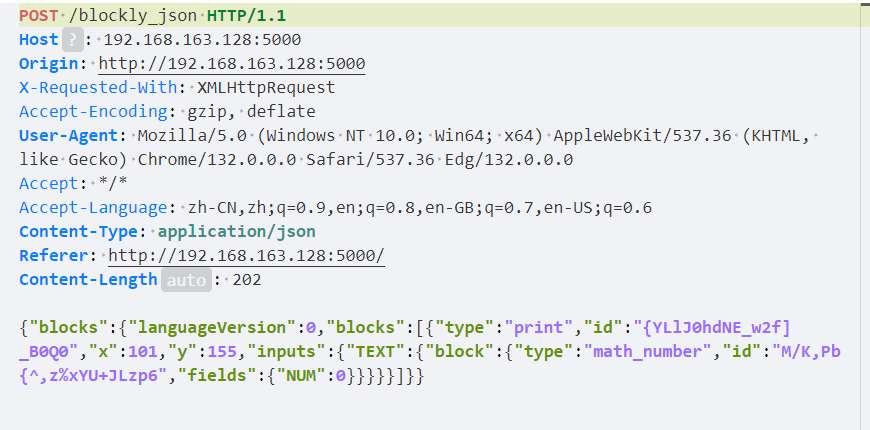 POST /blockly_json HTTP/1.1
Host ? : 192.168.163.128:5000
Origin: http://192.168.163.128:5000
X-Requested-With: XMLHttpRequest
Accept-Encoding: gzip, deflate
User-Agent: Mozilla/5.0 (Windows NT 10.0; Win64; x64) AppleWebKit/537.36 (KHTML,
like Gecko) Chrome/132.0.0.0 Safari/537.36 Edg/132.0.0.0
Accept: */*
Accept-Language: zh-CN,zh;q=0.9,en;q=0.8,en-GB;q=0.7,en-US;q=0.6
Content-Type: application/json
Referer: http://192.168.163.128:5000/
Content-Length auto : 202
{"blocks":{"languageVersion":0,"blocks":[{"type":"print","id":"{YLlJ0hdNE_w2f]
_B0Q0","x":101,"y":155,"inputs":{"TEXT":{"block":{"type":"math_number","id":"M/K,Pb
{^,z%xYU+JLzp6","fields":{"NUM":0}}}}}]}}